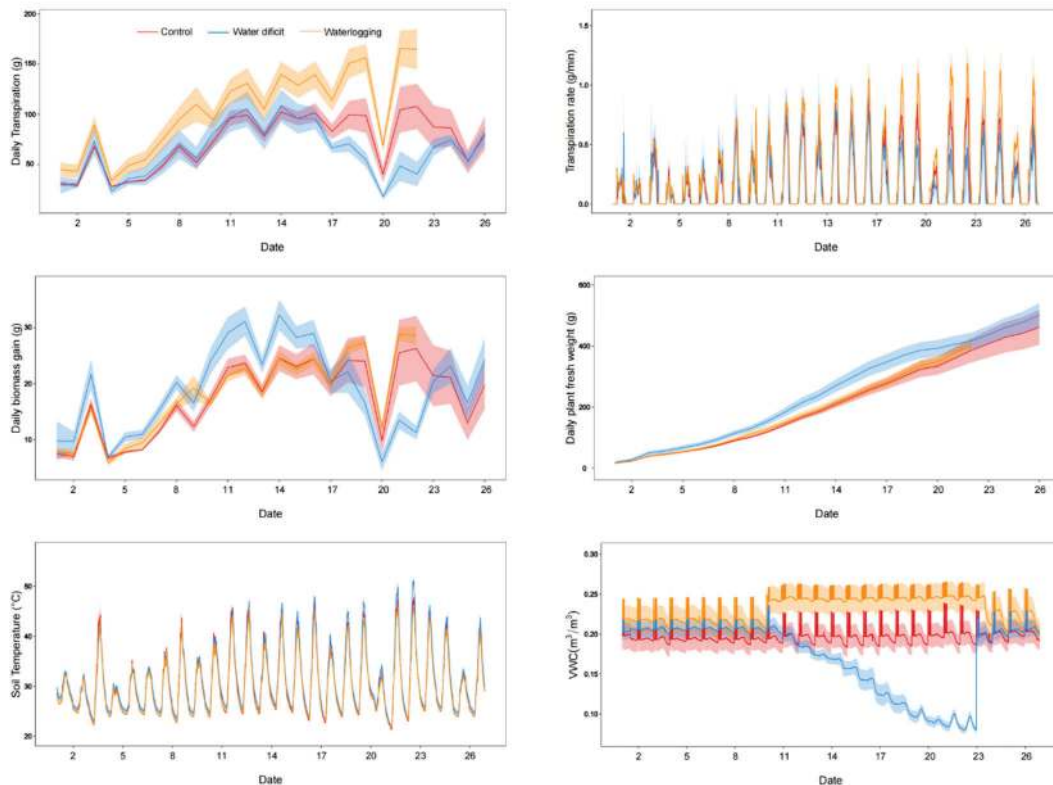 Control Water dificit Waterlogging
Daily Transpiration (g)
200
150
100
50
2 5 8 11 14 17 20 23 26
Date
Transpiration rate (g/min)
1.5
1.0
0.5
0.0
2 5 8 11 14 17 20 23 26
Date
Daily biomass gain (g)
30
20
10
2 5 8 11 14 17 20 23 26
Date
Daily plant fresh weight (g)
600
400
200
0
2 5 8 11 14 17 20 23 26
Date
Soil Temperature (°C)
50
40
30
20
2 5 8 11 14 17 20 23 26
Date
VWC(m³/m³)
0.30
0.25
0.20
0.15
0.10
2 5 8 11 14 17 20 23 26
Date